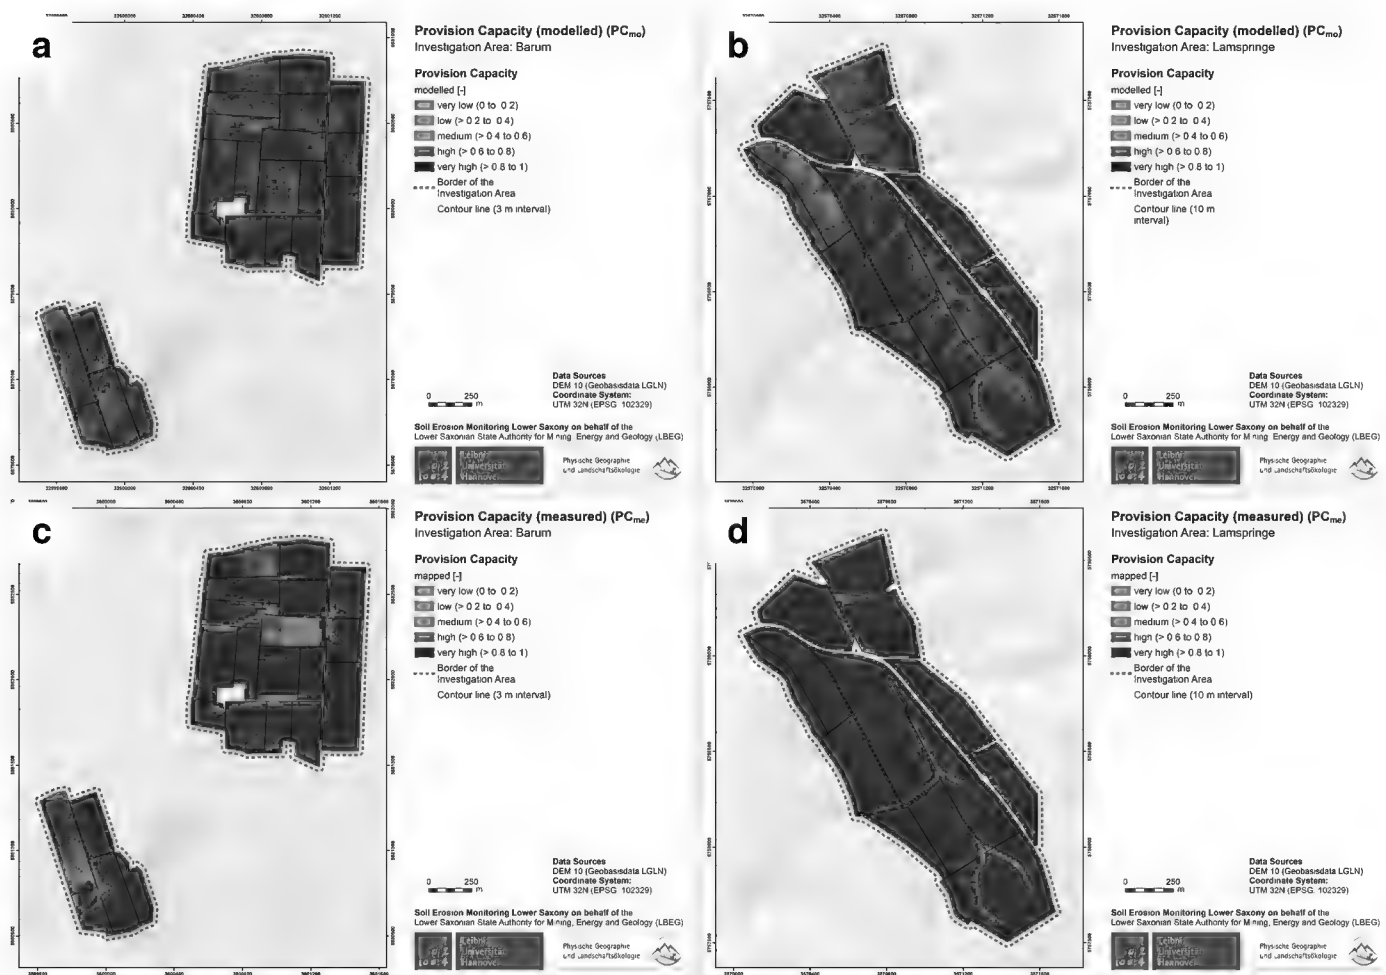 a
Provision Capacity (modelled) (PCmo)
Investigation Area: Barum
Provision Capacity
modelled [-]
very low (0 to 0 2)
low (> 0 2 to 0 4)
medium (> 0 4 to 0 6)
high (> 0 6 to 0 8)
very high (> 0 8 to 1)
Border of the
Investigation Area
Contour line (3 m interval)
0 250
m
Data Sources
DEM 10 (Geobasisdata LGLN)
Coordinate System:
UTM 32N (EPSG 102329)
Soil Erosion Monitoring Lower Saxony on behalf of the
Lower Saxonian State Authority for Mining, Energy and Geology (LBEG)
Leibniz
Universität
Hannover
Physische Geographie
und Landschaftsökologie
b
Provision Capacity (modelled) (PCmo)
Investigation Area: Lamspringe
Provision Capacity
modelled [-]
very low (0 to 0 2)
low (> 0 2 to 0 4)
medium (> 0 4 to 0 6)
high (> 0 6 to 0 8)
very high (> 0 8 to 1)
Border of the
Investigation Area
Contour line (10 m
interval)
0 250
m
Data Sources
DEM 10 (Geobasisdata LGLN)
Coordinate System:
UTM 32N (EPSG 102329)
Soil Erosion Monitoring Lower Saxony on behalf of the
Lower Saxonian State Authority for Mining, Energy and Geology (LBEG)
Leibniz
Universität
Hannover
Physische Geographie
und Landschaftsökologie
c
Provision Capacity (measured) (PCme)
Investigation Area: Barum
Provision Capacity
mapped [-]
very low (0 to 0 2)
low (> 0 2 to 0 4)
medium (> 0 4 to 0 6)
high (> 0 6 to 0 8)
very high (> 0 8 to 1)
Border of the
Investigation Area
Contour line (3 m interval)
0 250
m
Data Sources
DEM 10 (Geobasisdata LGLN)
Coordinate System:
UTM 32N (EPSG 102329)
Soil Erosion Monitoring Lower Saxony on behalf of the
Lower Saxonian State Authority for Mining, Energy and Geology (LBEG)
Leibniz
Universität
Hannover
Physische Geographie
und Landschaftsökologie
d
Provision Capacity (measured) (PCme)
Investigation Area: Lamspringe
Provision Capacity
mapped [-]
very low (0 to 0 2)
low (> 0 2 to 0 4)
medium (> 0 4 to 0 6)
high (> 0 6 to 0 8)
very high (> 0 8 to 1)
Border of the
Investigation Area
Contour line (10 m interval)
0 250
m
Data Sources
DEM 10 (Geobasisdata LGLN)
Coordinate System:
UTM 32N (EPSG 102329)
Soil Erosion Monitoring Lower Saxony on behalf of the
Lower Saxonian State Authority for Mining, Energy and Geology (LBEG)
Leibniz
Universität
Hannover
Physische Geographie
und Landschaftsökologie